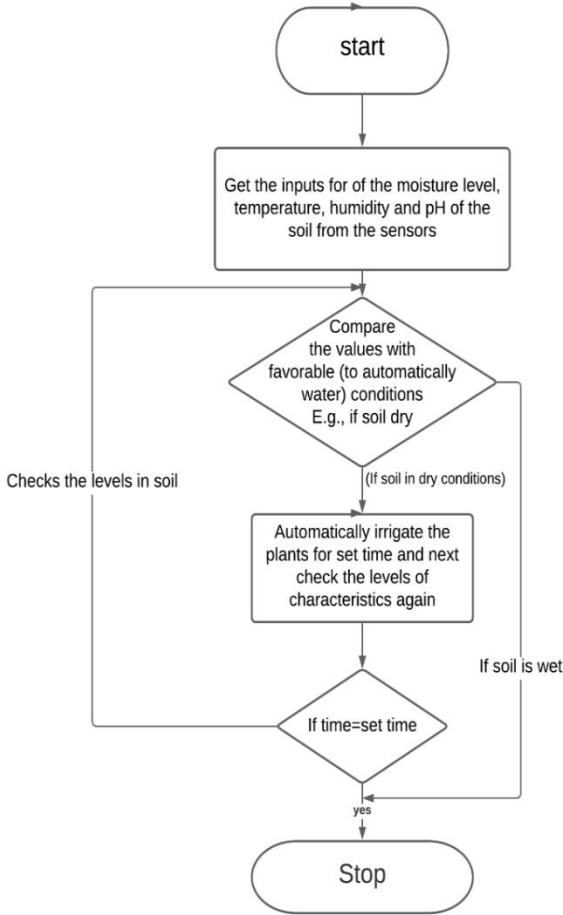 start
Get the inputs for of the moisture level,
temperature, humidity and pH of the
soil from the sensors
Compare
the values with
favorable (to automatically
water) conditions
E.g., if soil dry
Checks the levels in soil
(If soil in dry conditions)
Automatically irrigate the
plants for set time and next
check the levels of
characteristics again
If soil is wet
If time=set time
yes
Stop